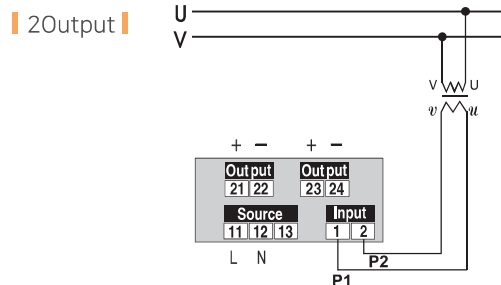 2Output
U
V
V U
v u
+ − + −
Output Output
21 22 23 24
Source Input
11 12 13 1 2
L N
P2
P1